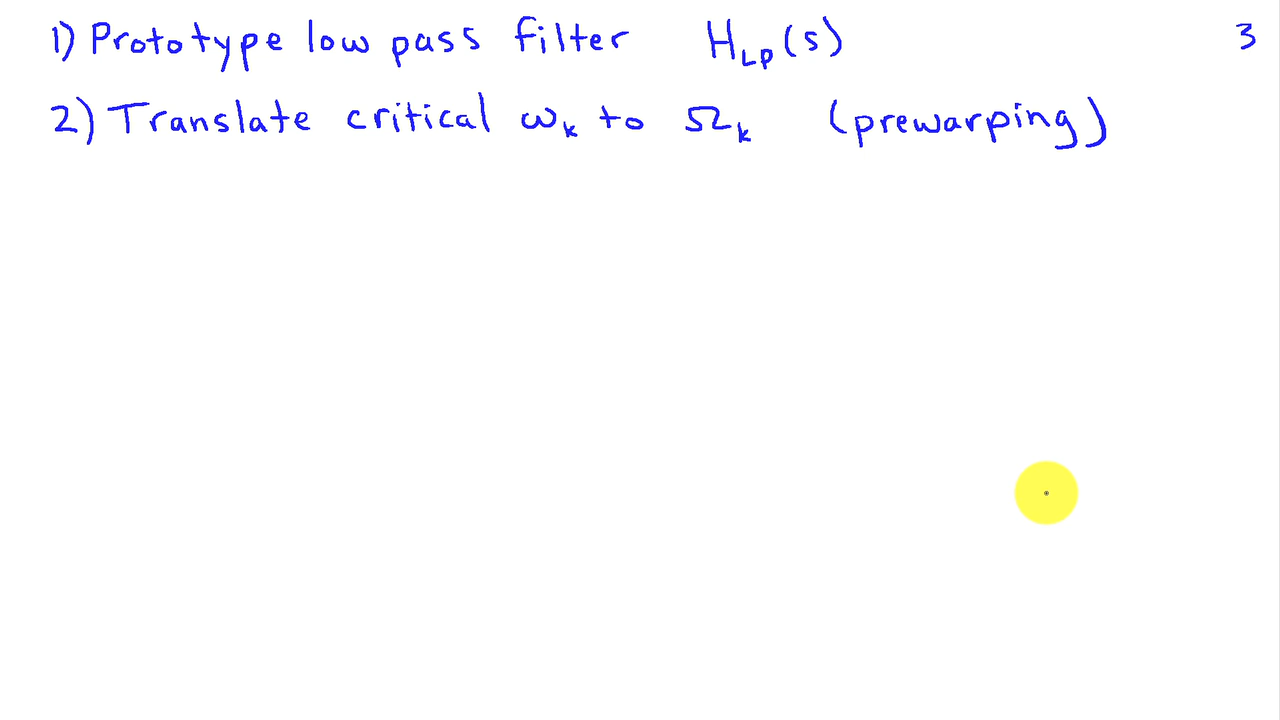 1) Prototype low pass filter H_LP(s)
3
2) Translate critical ω_k to Ω_k (prewarping)